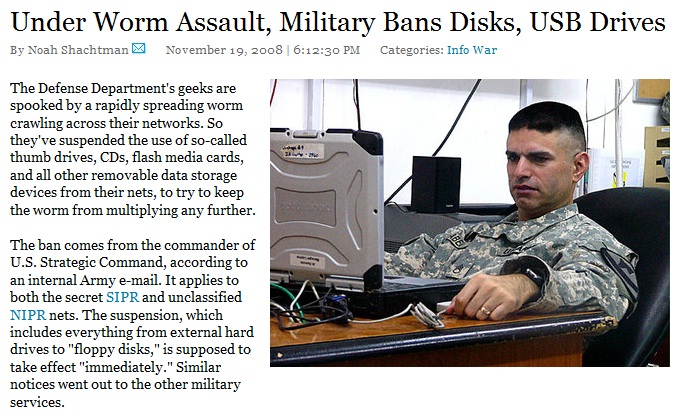 Under Worm Assault, Military Bans Disks, USB Drives
By Noah Shachtman November 19, 2008 | 6:12:30 PM Categories: Info War
The Defense Department's geeks are
spooked by a rapidly spreading worm
crawling across their networks. So
they've suspended the use of so-called
thumb drives, CDs, flash media cards,
and all other removable data storage
devices from their nets, to try to keep
the worm from multiplying any further.
The ban comes from the commander of
U.S. Strategic Command, according to
an internal Army e-mail. It applies to
both the secret SIPR and unclassified
NIPR nets. The suspension, which
includes everything from external hard
drives to "floppy disks," is supposed to
take effect "immediately." Similar
notices went out to the other military
services.